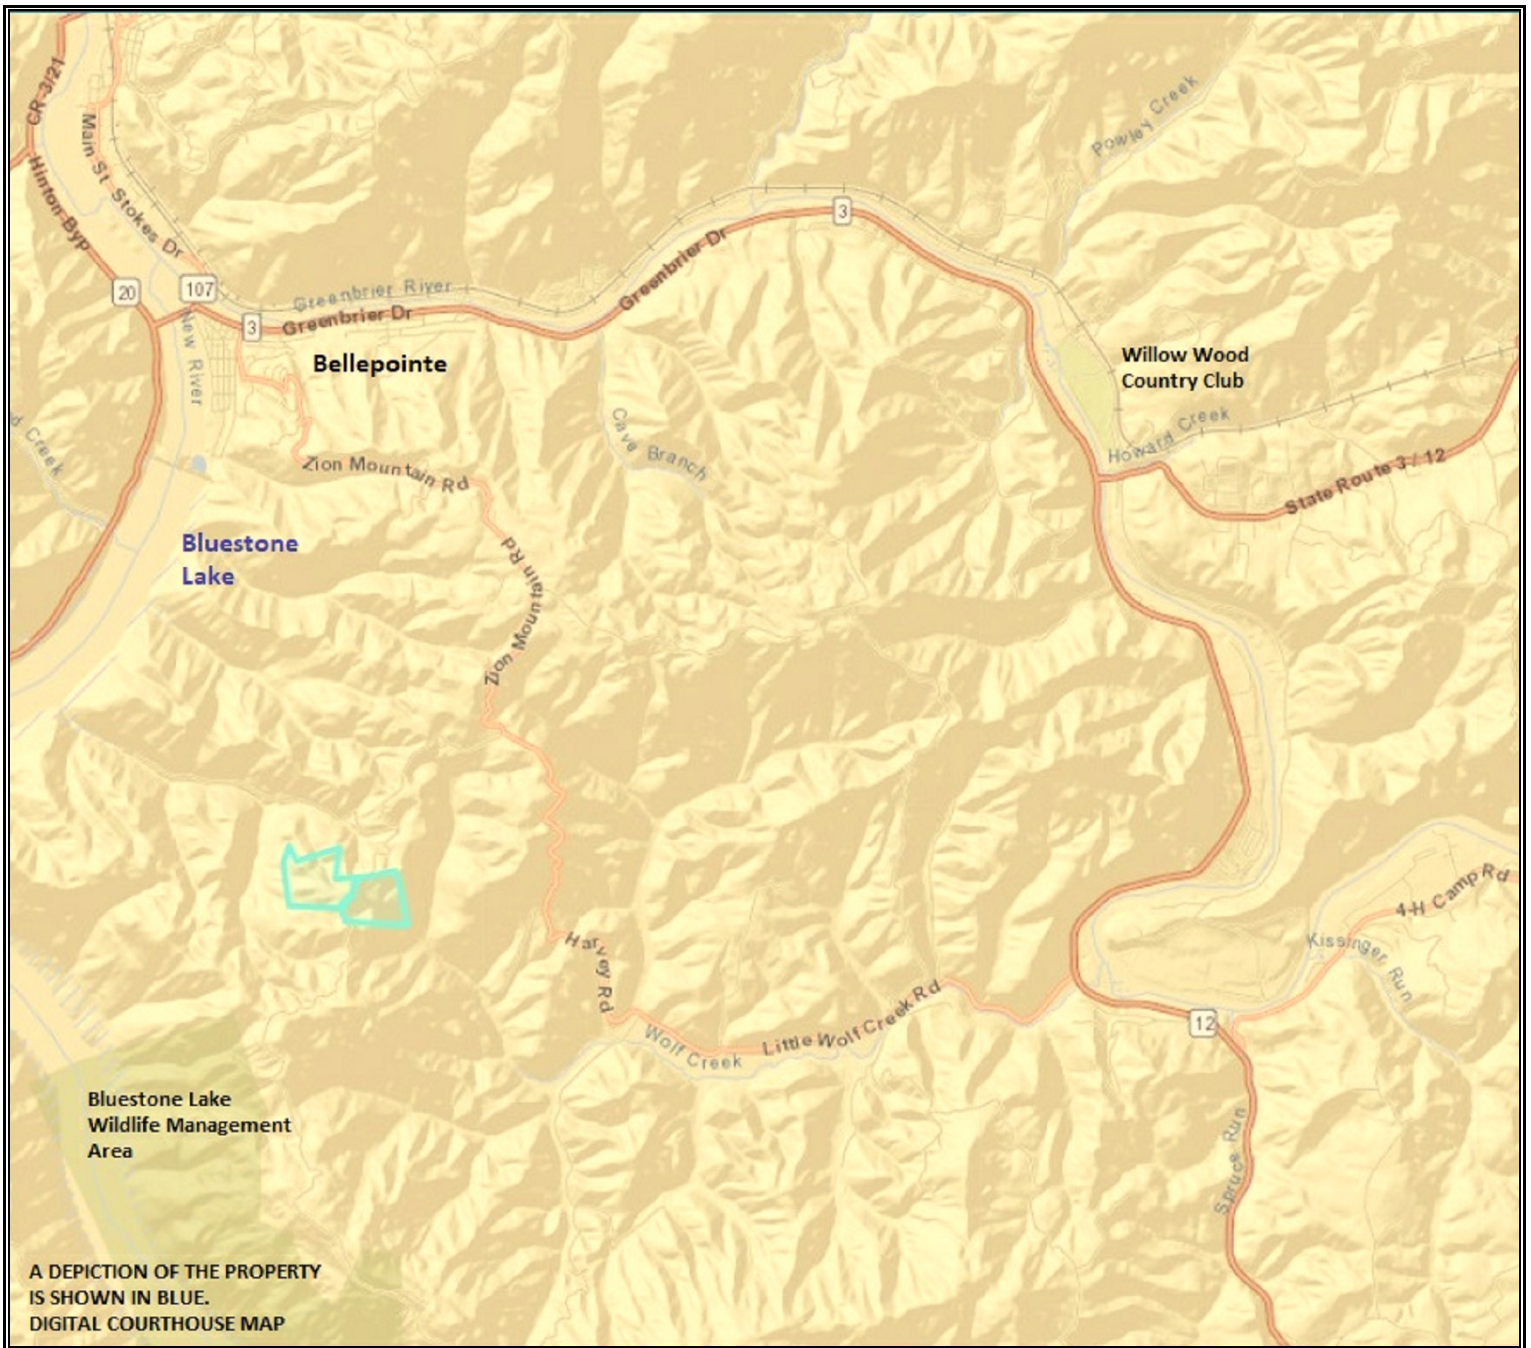 CR 3/21
Main St
Stokes Dr
Hinton Byp
20
107
3
Greenbrier River
Greenbrier Dr
New River
Bellepointe
Greenbrier Dr
3
Powley Creek
Willow Wood
Country Club
Howard Creek
State Route 3 / 12
d Creek
Cave Branch
Zion Mountain Rd
Zion Mountain Rd
Bluestone
Lake
Harvey Rd
Wolf Creek
Little Wolf Creek Rd
4-H Camp Rd
Kissinger Run
12
Spruce Run
Bluestone Lake
Wildlife Management
Area
A DEPICTION OF THE PROPERTY
IS SHOWN IN BLUE.
DIGITAL COURTHOUSE MAP